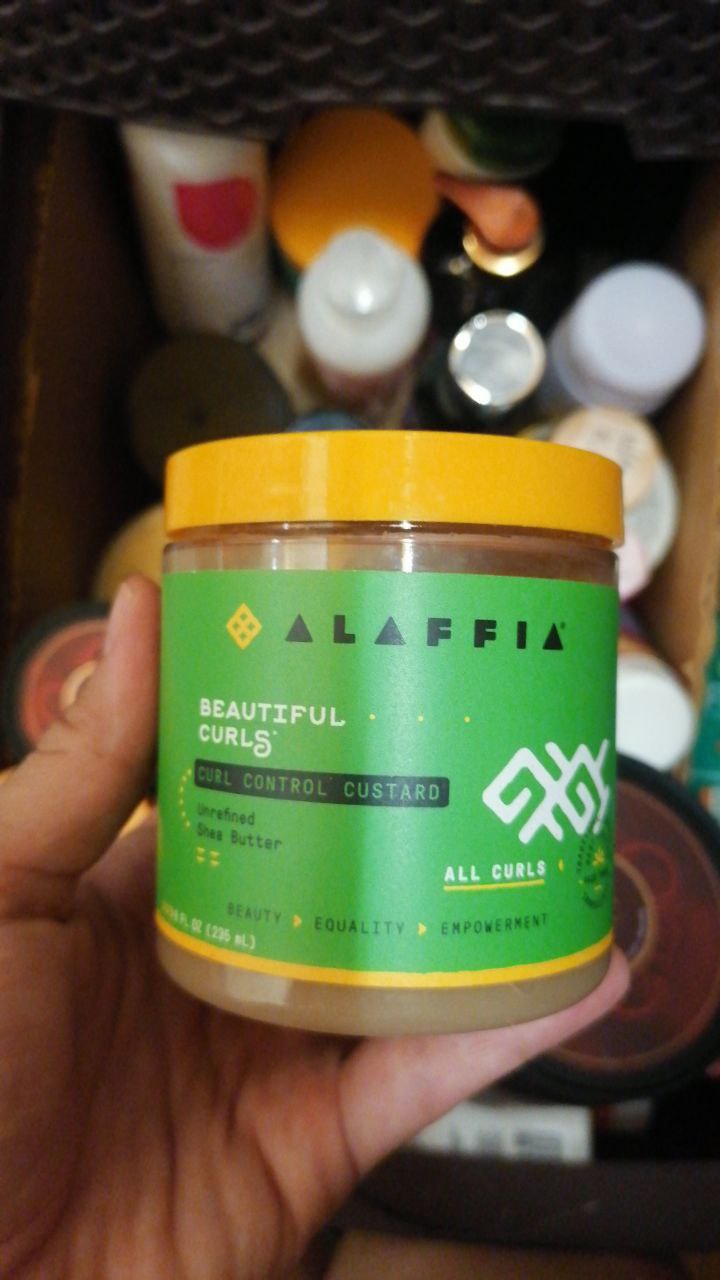 ALAFFIA®
BEAUTIFUL
CURLS
CURL CONTROL CUSTARD
Unrefined
Shea Butter
ALL CURLS
BEAUTY EQUALITY EMPOWERMENT
FL OZ (235 mL)